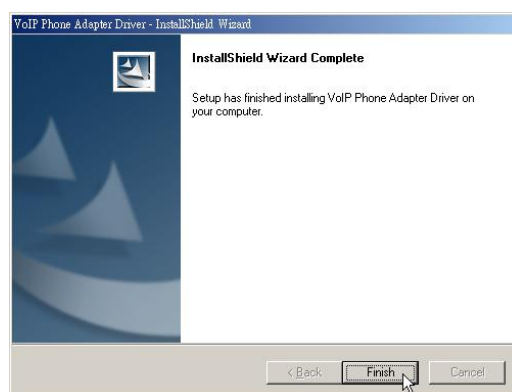 VoIP Phone Adapter Driver - InstallShield Wizard
InstallShield Wizard Complete
Setup has finished installing VoIP Phone Adapter Driver on
your computer.
< Back
Finish
Cancel